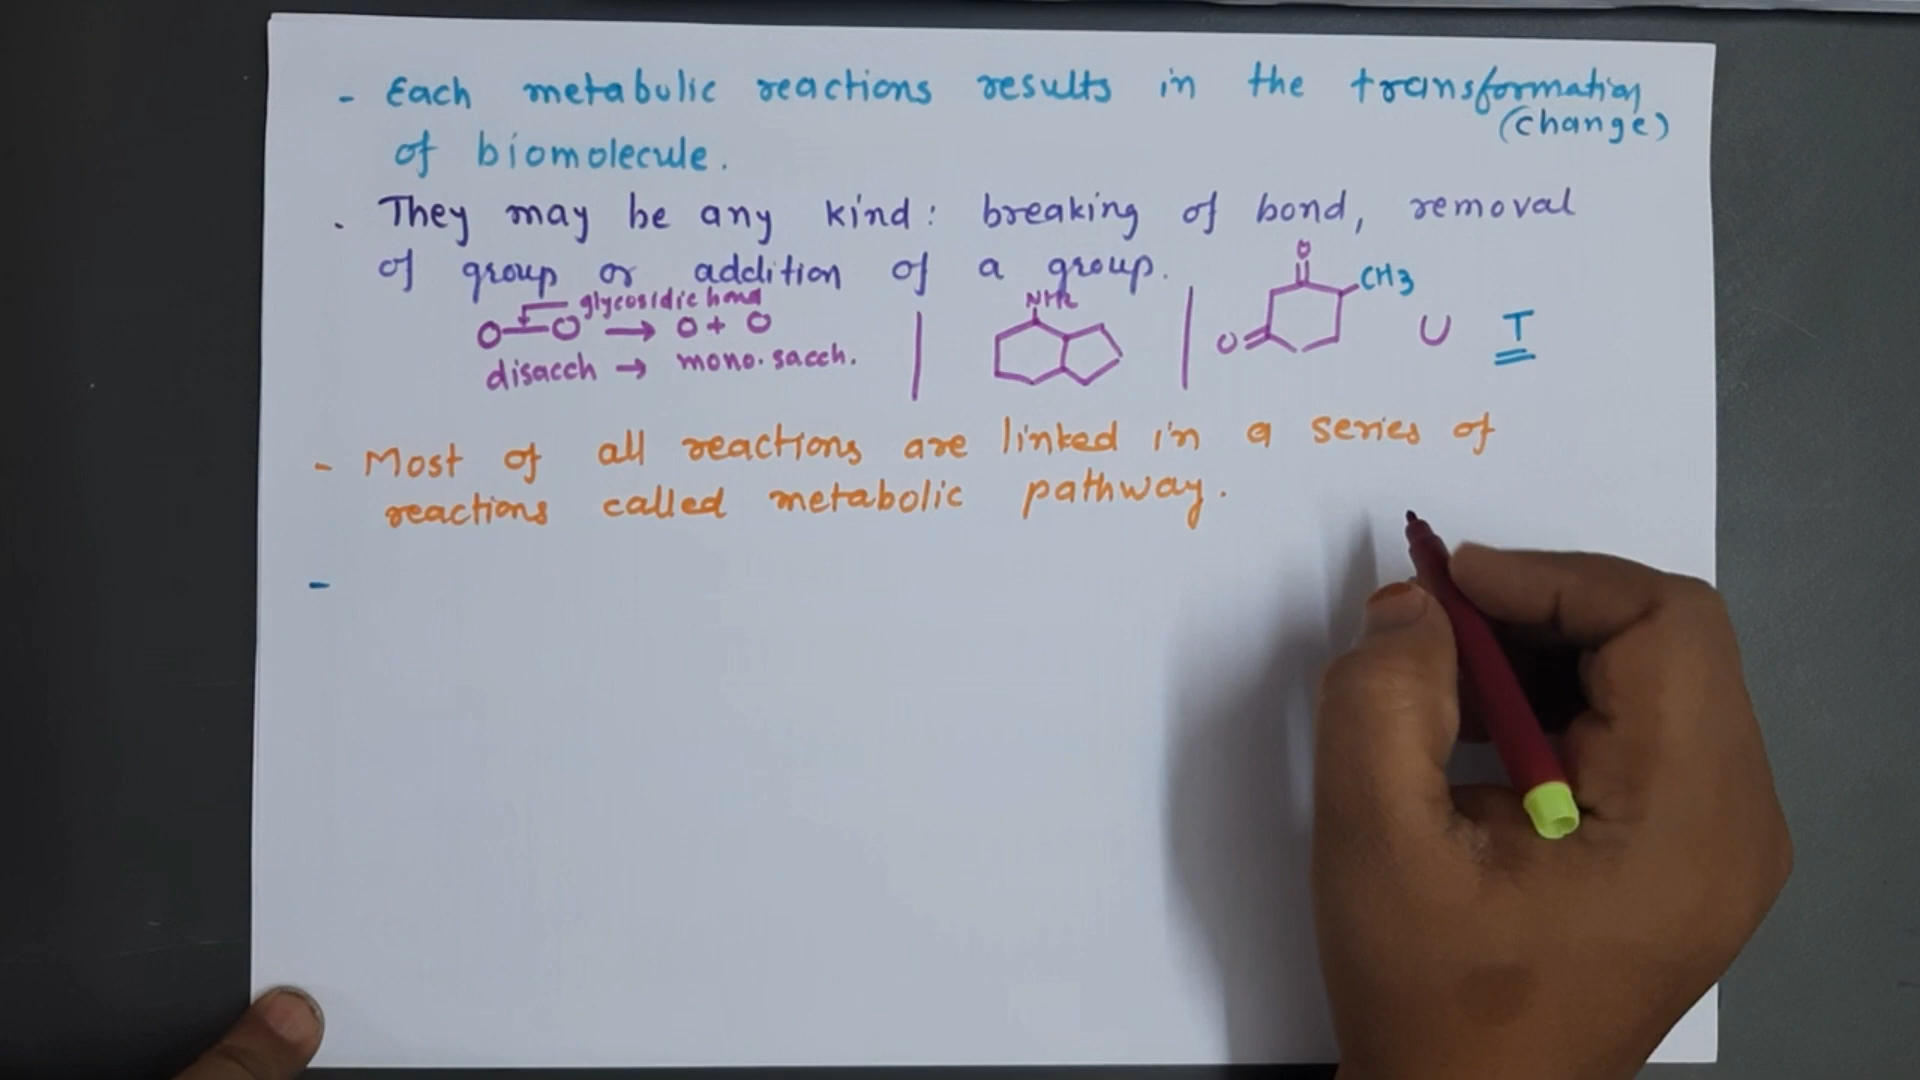 - Each metabolic reactions results in the transformation
(change)
of biomolecule.
. They may be any kind: breaking of bond, removal
of group or addition of a group.
glycosidic bond
O—O → O + O
disacch → mono.sacch.
NH2
O
CH3
O
U T
- Most of all reactions are linked in a series of
reactions called metabolic pathway.
-